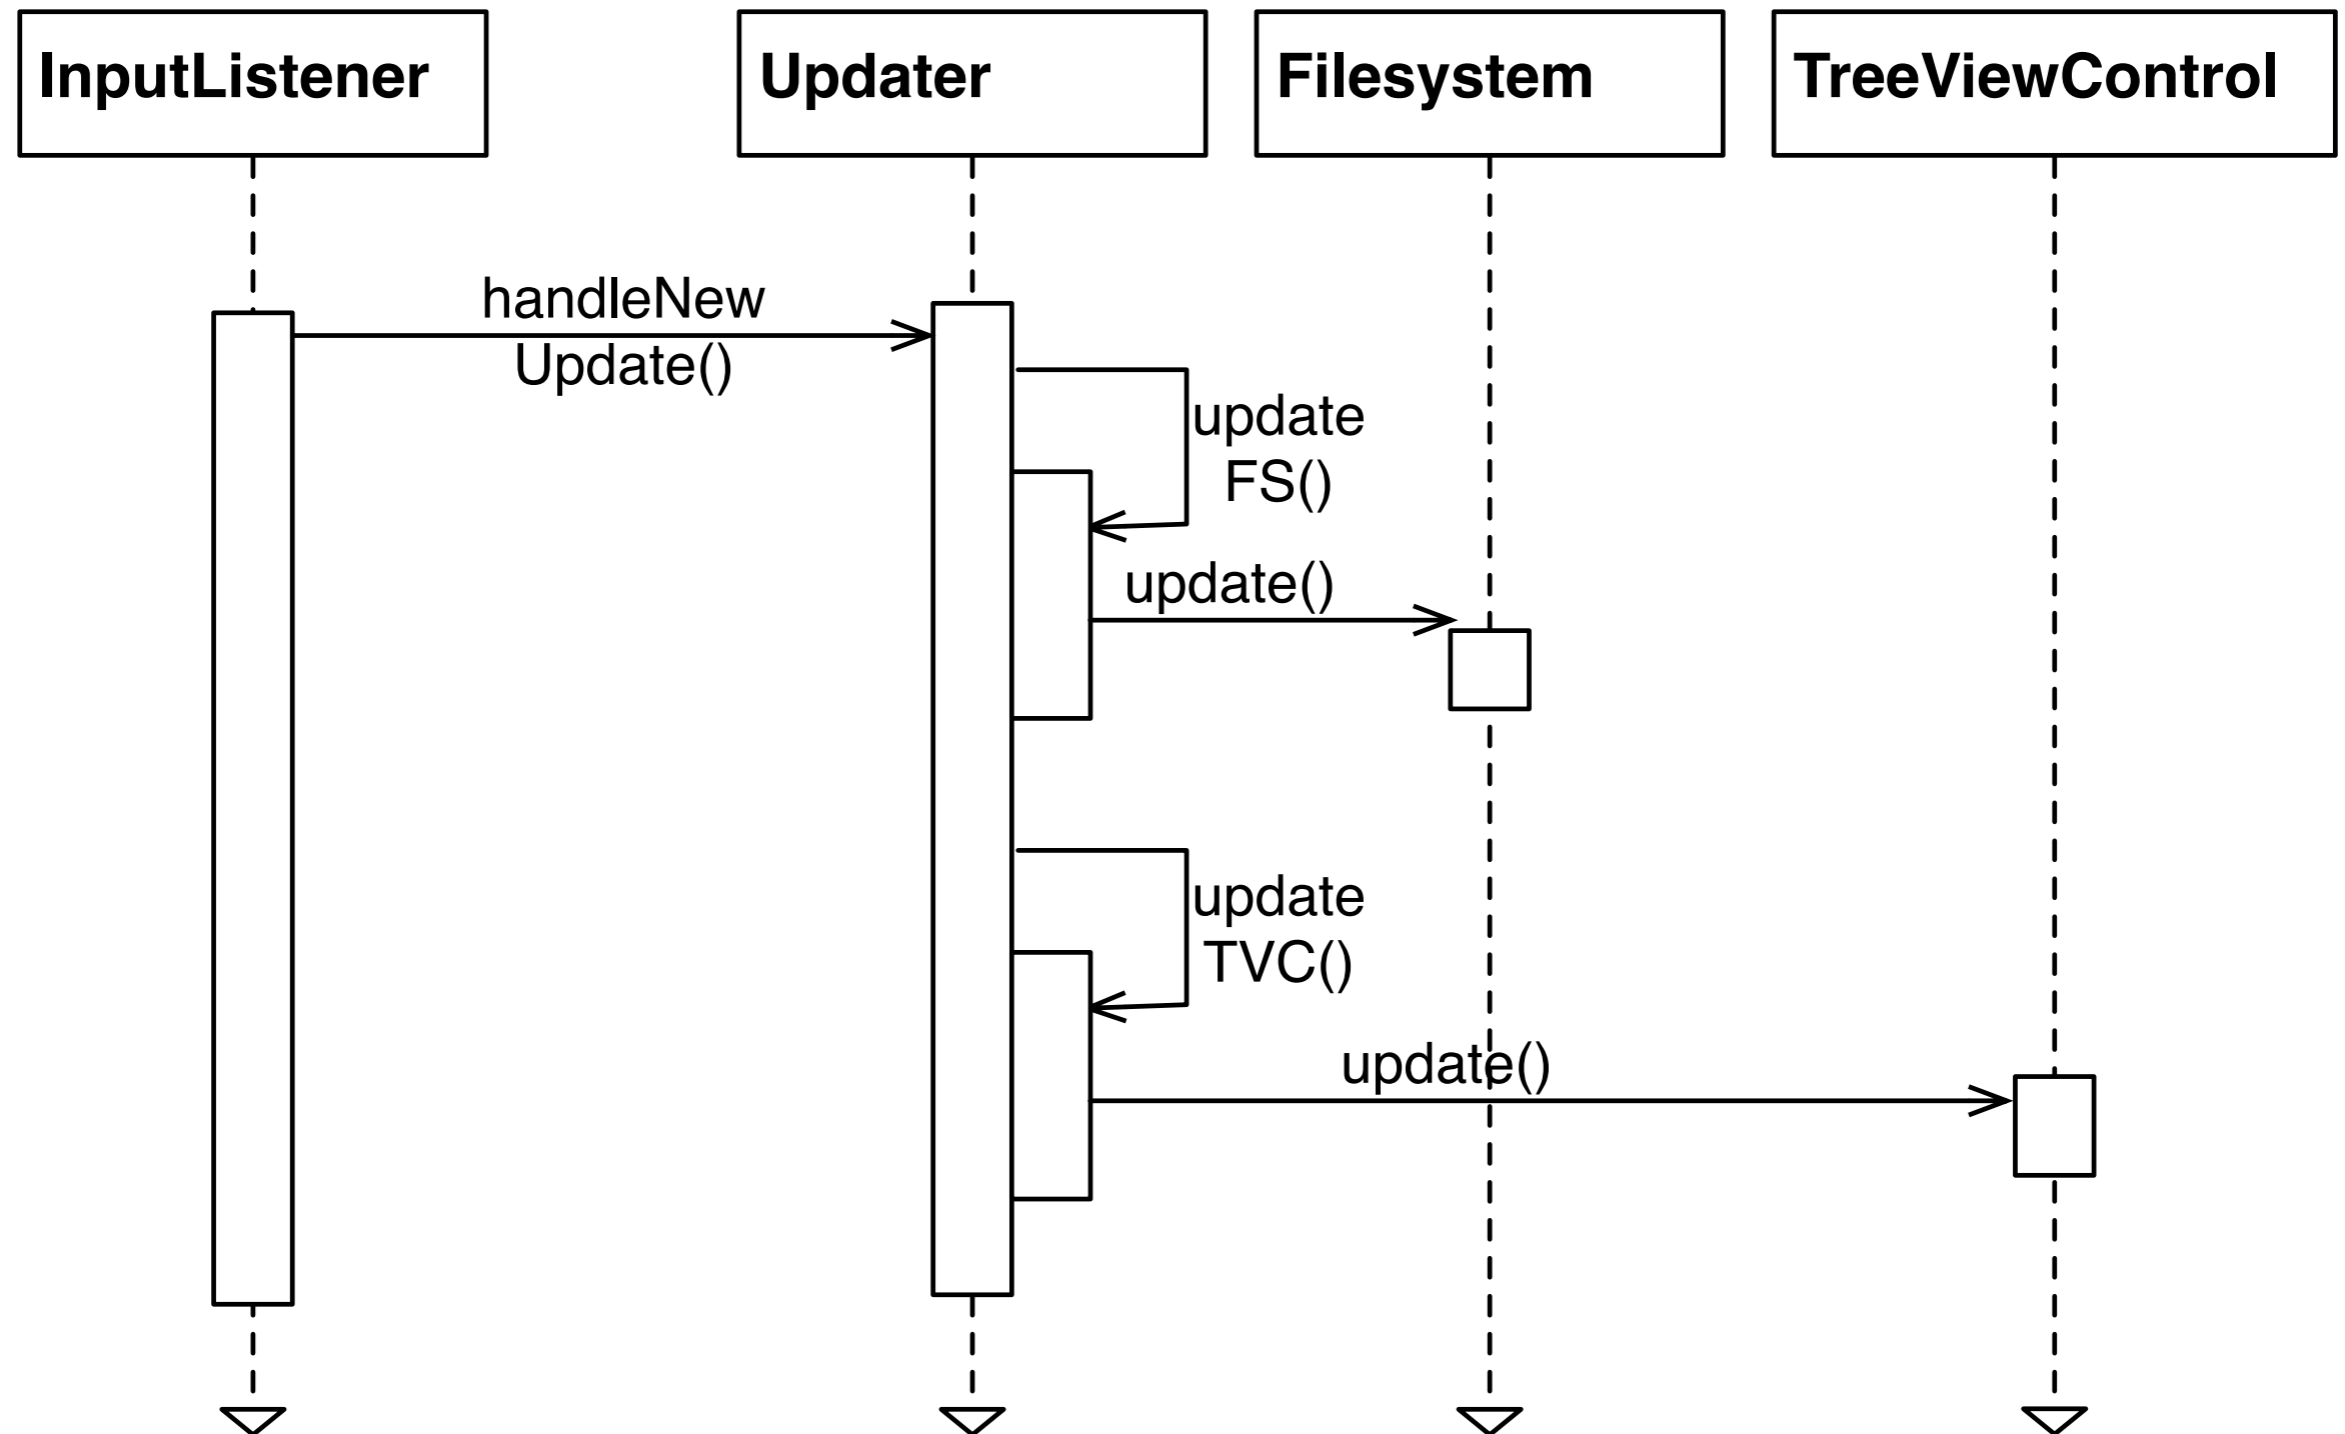 InputListener
Updater
Filesystem
TreeViewControl
handleNew
Update()
update
FS()
update()
update
TVC()
update()